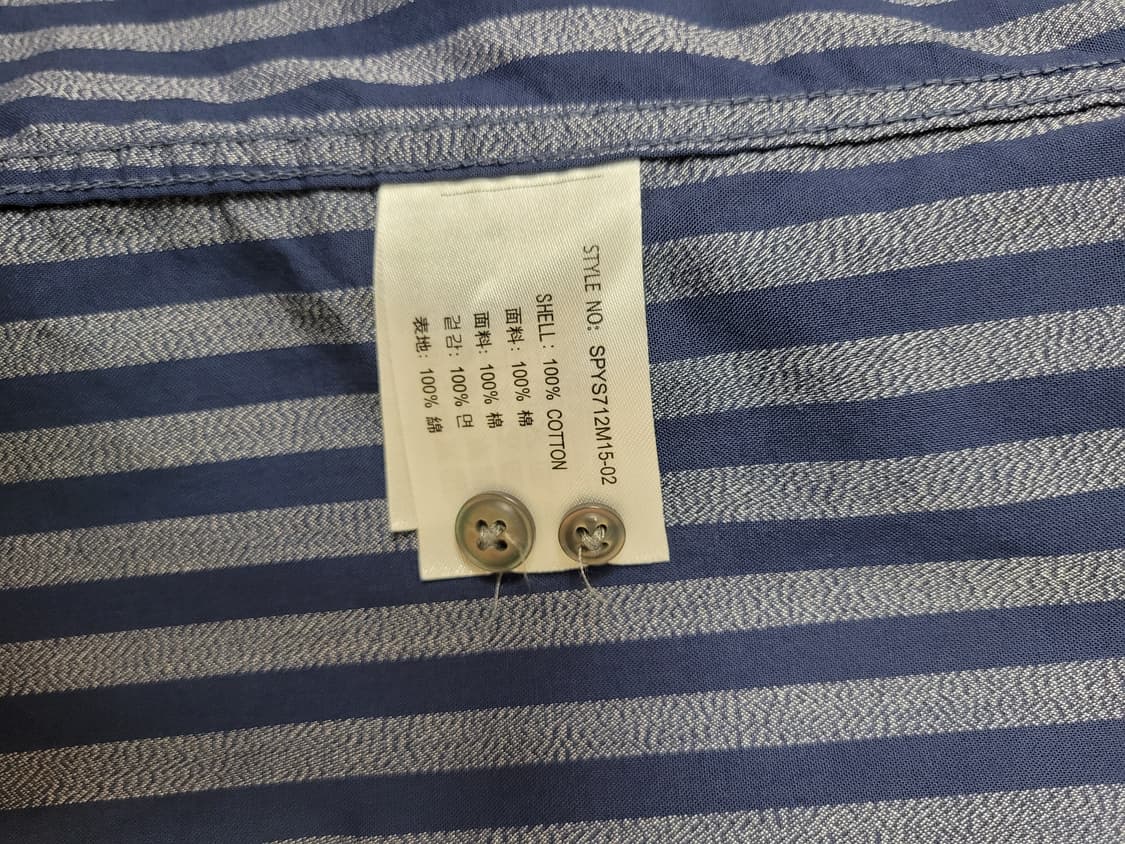 STYLE NO: SPYS712M15-02
SHELL: 100% COTTON
面料: 100% 棉
面料: 100% 棉
겉감: 100% 면
表地: 100% 綿